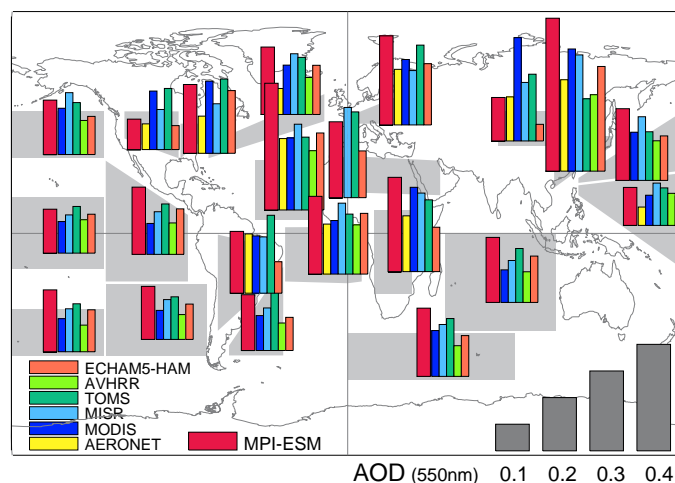 ECHAM5-HAM
AVHRR
TOMS
MISR
MODIS
AERONET
MPI-ESM
AOD (550nm) 0.1 0.2 0.3 0.4